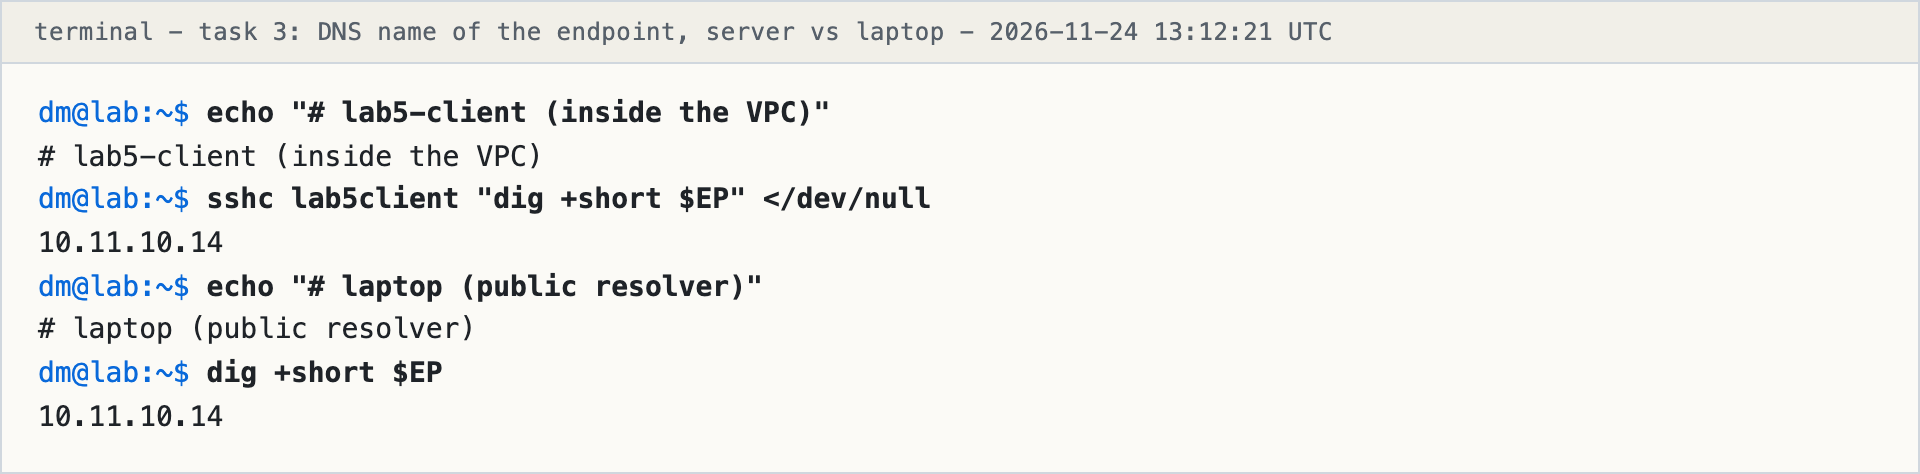 terminal – task 3: DNS name of the endpoint, server vs laptop – 2026-11-24 13:12:21 UTC
dm@lab:~$ echo "# lab5-client (inside the VPC)"
# lab5-client (inside the VPC)
dm@lab:~$ sshc lab5client "dig +short $EP" </dev/null
10.11.10.14
dm@lab:~$ echo "# laptop (public resolver)"
# laptop (public resolver)
dm@lab:~$ dig +short $EP
10.11.10.14